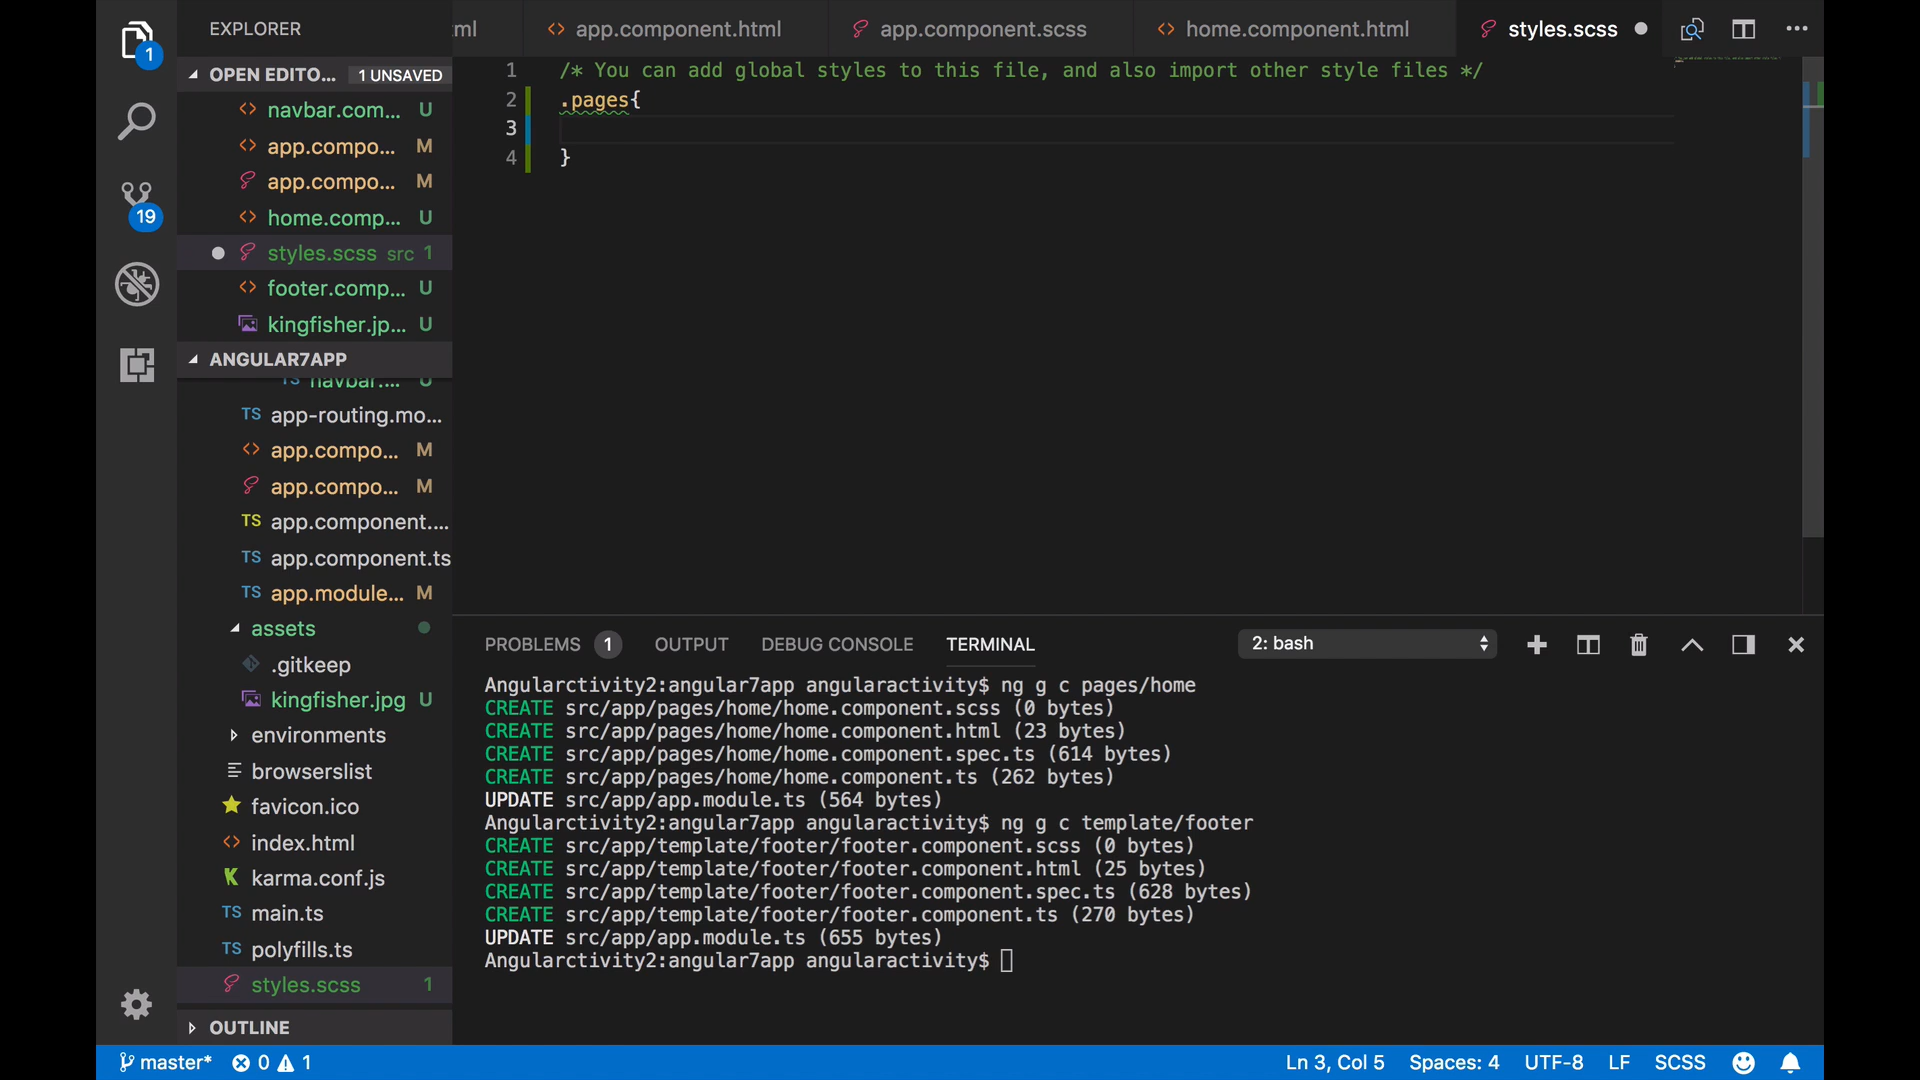 EXPLORER
1
19
OPEN EDITO... 1 UNSAVED
navbar.com... U
app.compo... M
app.compo... M
home.comp... U
styles.scss src 1
footer.comp... U
kingfisher.jp... U
ANGULAR7APP
TS navbar.... U
TS app-routing.mo...
app.compo... M
app.compo... M
TS app.component....
TS app.component.ts
TS app.module... M
assets
.gitkeep
kingfisher.jpg U
environments
browserslist
favicon.ico
index.html
karma.conf.js
TS main.ts
TS polyfills.ts
styles.scss 1
OUTLINE
ml app.component.html app.component.scss home.component.html styles.scss
1 /* You can add global styles to this file, and also import other style files */
2 .pages{
3
4 }
PROBLEMS 1 OUTPUT DEBUG CONSOLE TERMINAL 2: bash
Angularctivity2:angular7app angularactivity$ ng g c pages/home
CREATE src/app/pages/home/home.component.scss (0 bytes)
CREATE src/app/pages/home/home.component.html (23 bytes)
CREATE src/app/pages/home/home.component.spec.ts (614 bytes)
CREATE src/app/pages/home/home.component.ts (262 bytes)
UPDATE src/app/app.module.ts (564 bytes)
Angularctivity2:angular7app angularactivity$ ng g c template/footer
CREATE src/app/template/footer/footer.component.scss (0 bytes)
CREATE src/app/template/footer/footer.component.html (25 bytes)
CREATE src/app/template/footer/footer.component.spec.ts (628 bytes)
CREATE src/app/template/footer/footer.component.ts (270 bytes)
UPDATE src/app/app.module.ts (655 bytes)
Angularctivity2:angular7app angularactivity$
master* 0 1 Ln 3, Col 5 Spaces: 4 UTF-8 LF SCSS